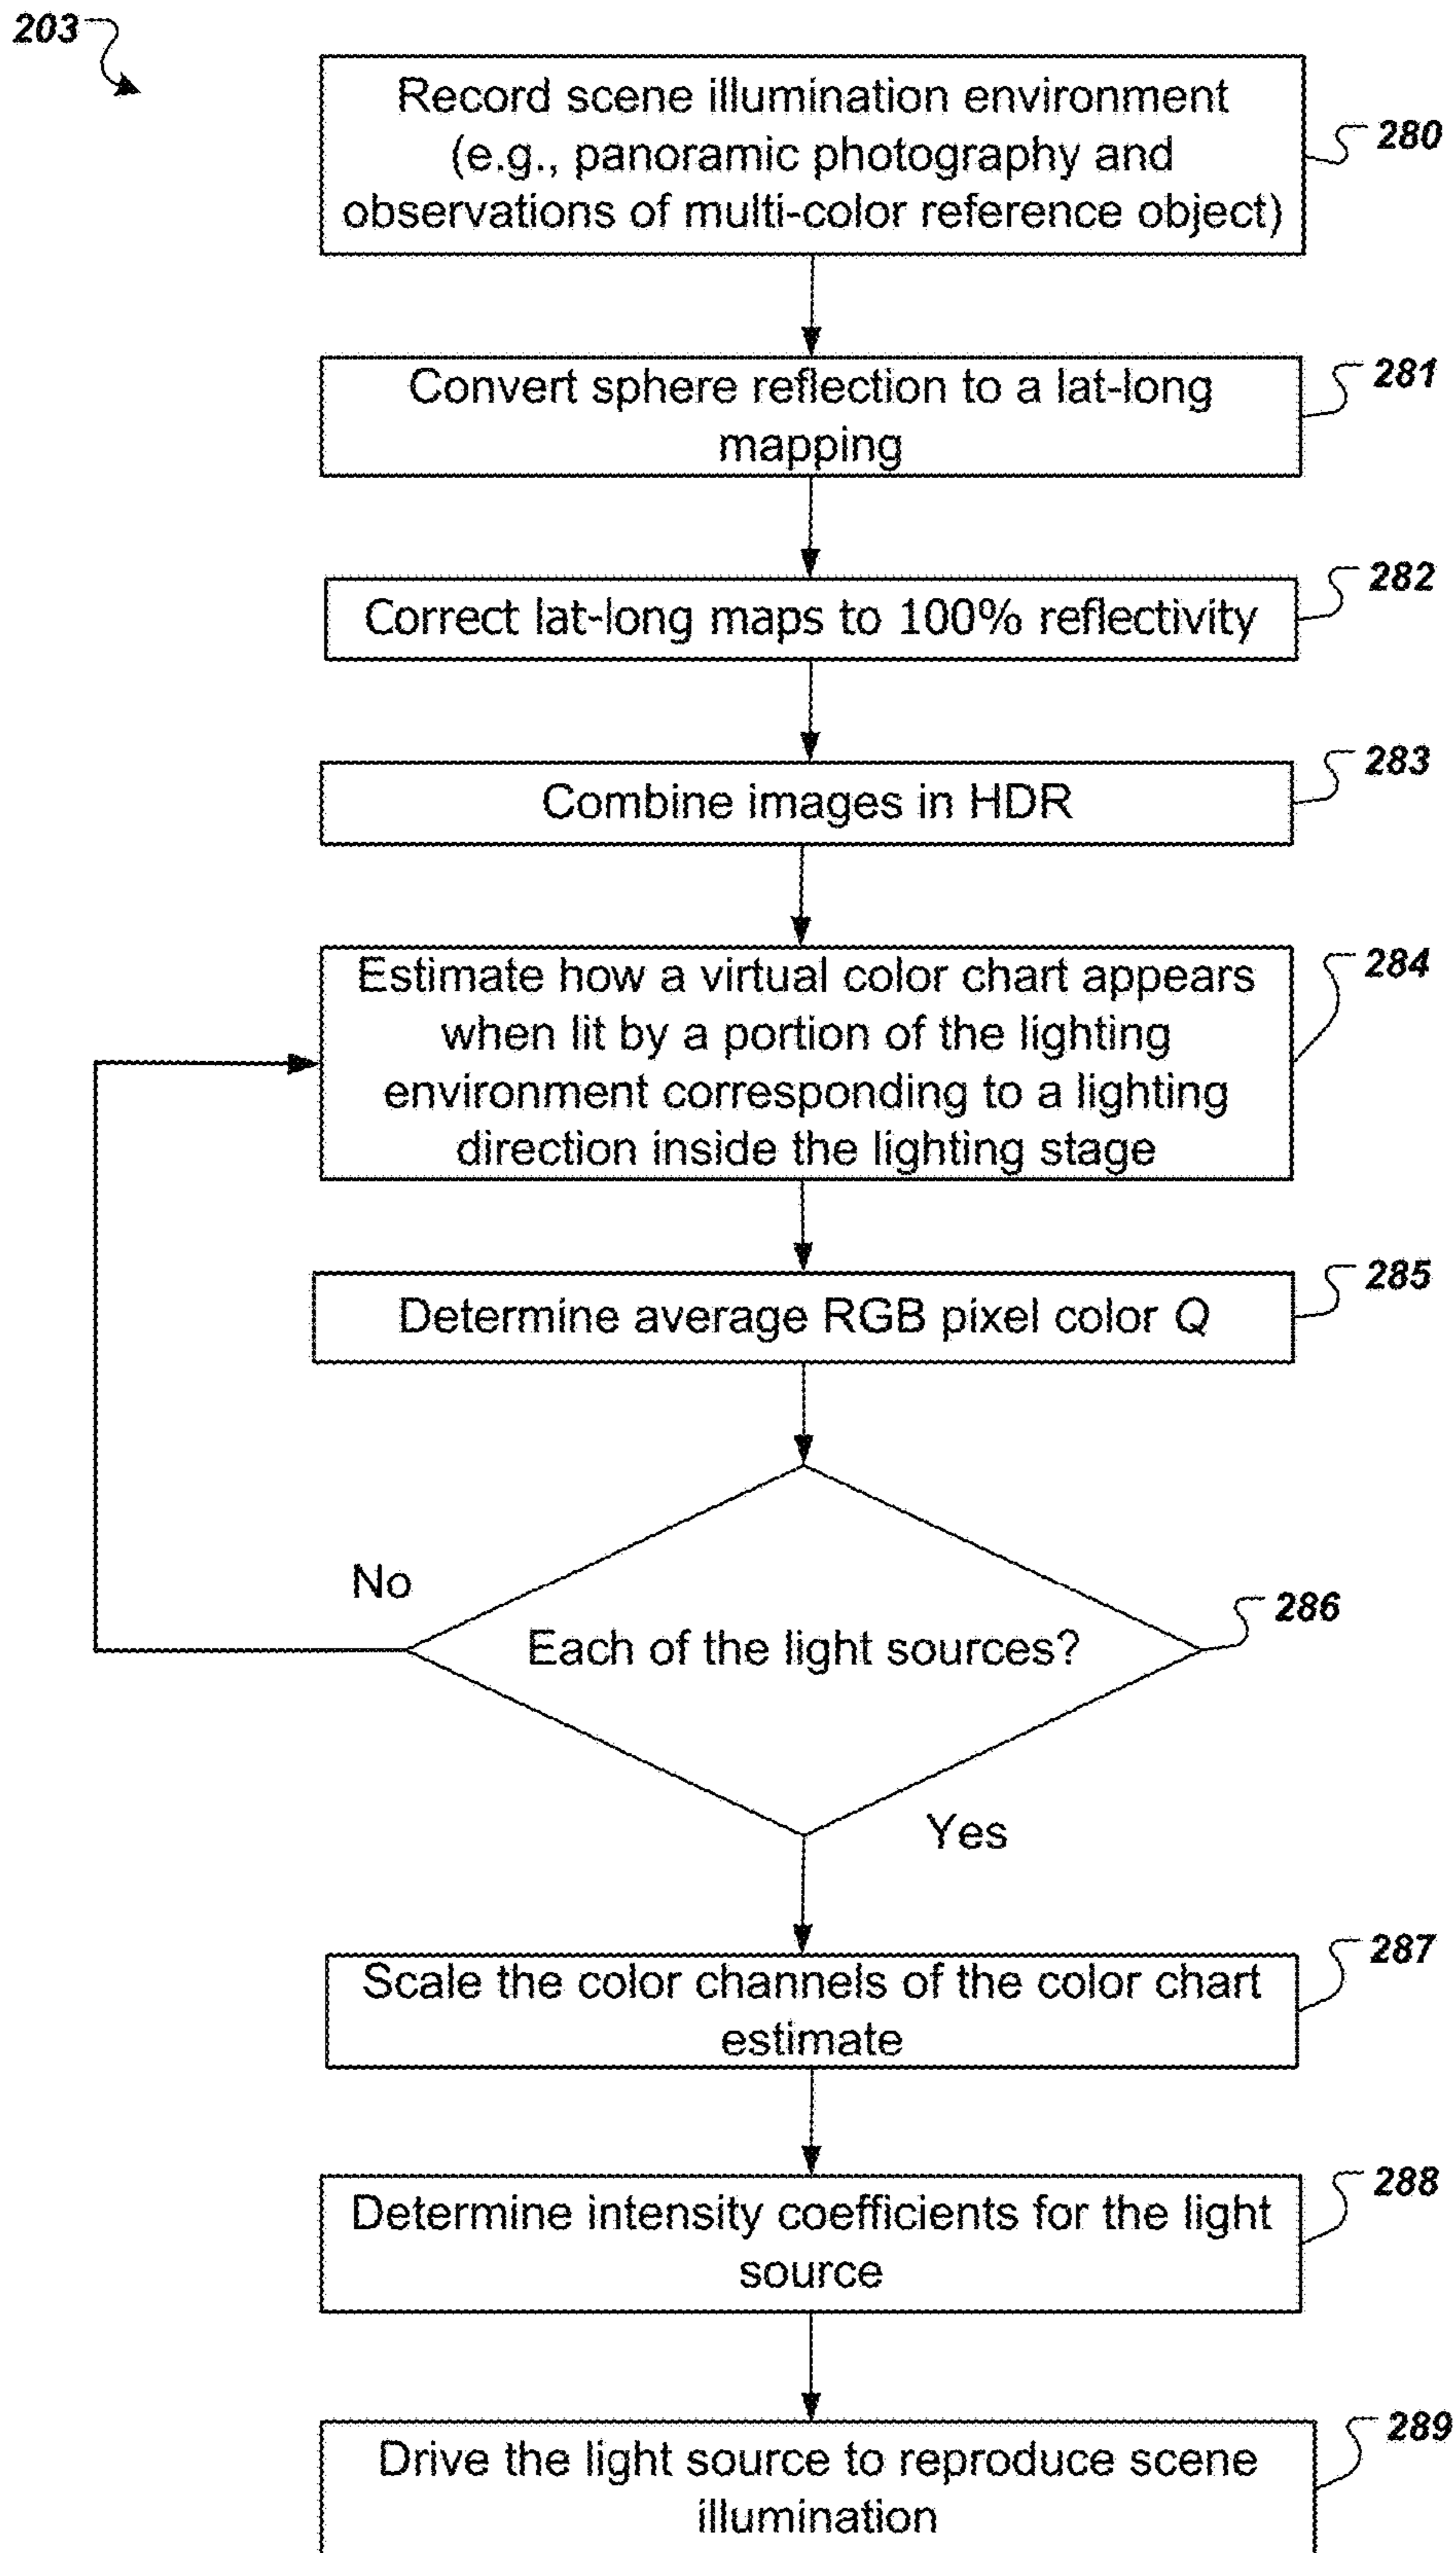 203
Record scene illumination environment
(e.g., panoramic photography and
observations of multi-color reference object)
280
Convert sphere reflection to a lat-long
mapping
281
Correct lat-long maps to 100% reflectivity
282
Combine images in HDR
283
Estimate how a virtual color chart appears
when lit by a portion of the lighting
environment corresponding to a lighting
direction inside the lighting stage
284
Determine average RGB pixel color Q
285
No
Each of the light sources?
286
Yes
Scale the color channels of the color chart
estimate
287
Determine intensity coefficients for the light
source
288
Drive the light source to reproduce scene
illumination
289